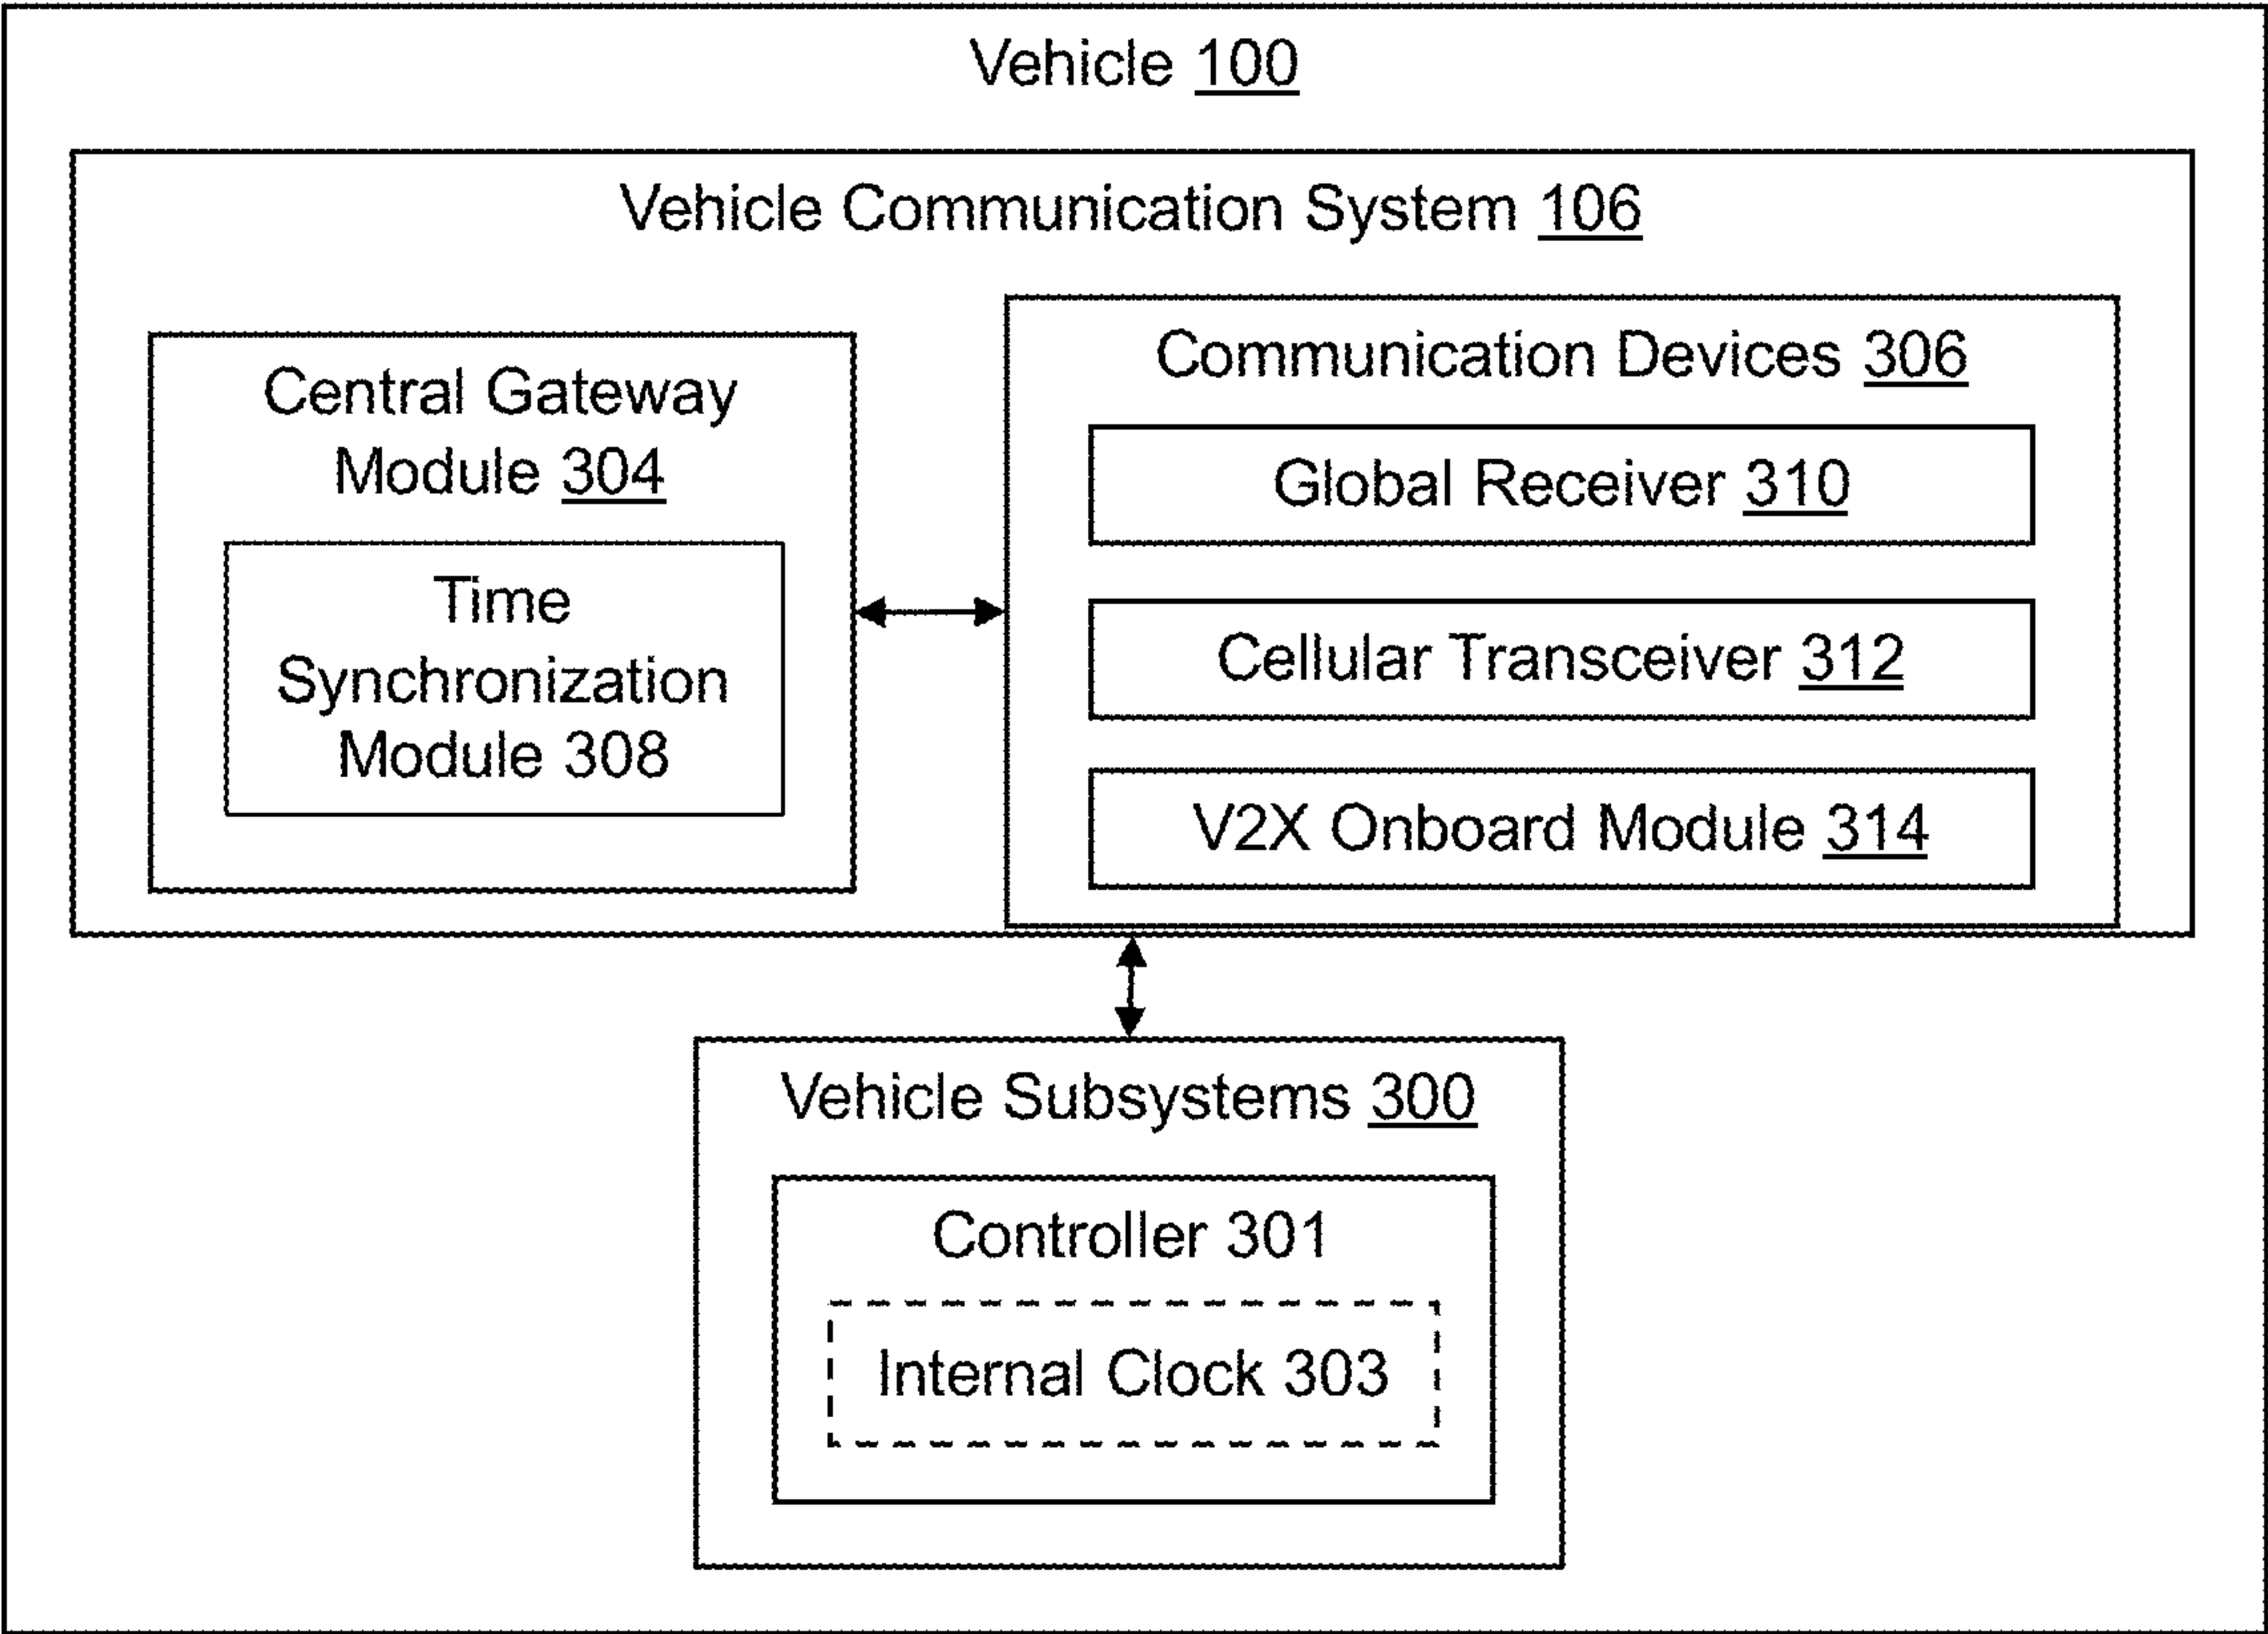 Vehicle 100
Vehicle Communication System 106
Central Gateway
Module 304
Time
Synchronization
Module 308
Communication Devices 306
Global Receiver 310
Cellular Transceiver 312
V2X Onboard Module 314
Vehicle Subsystems 300
Controller 301
Internal Clock 303